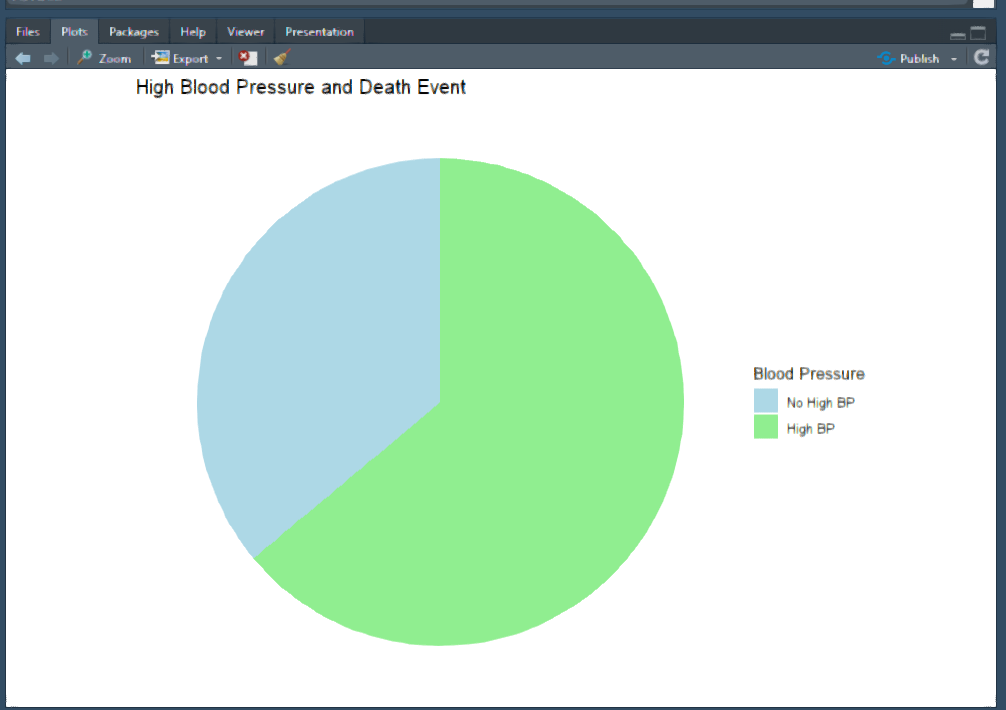 Files Plots Packages Help Viewer Presentation
Zoom Export Publish
High Blood Pressure and Death Event
Blood Pressure
No High BP
High BP